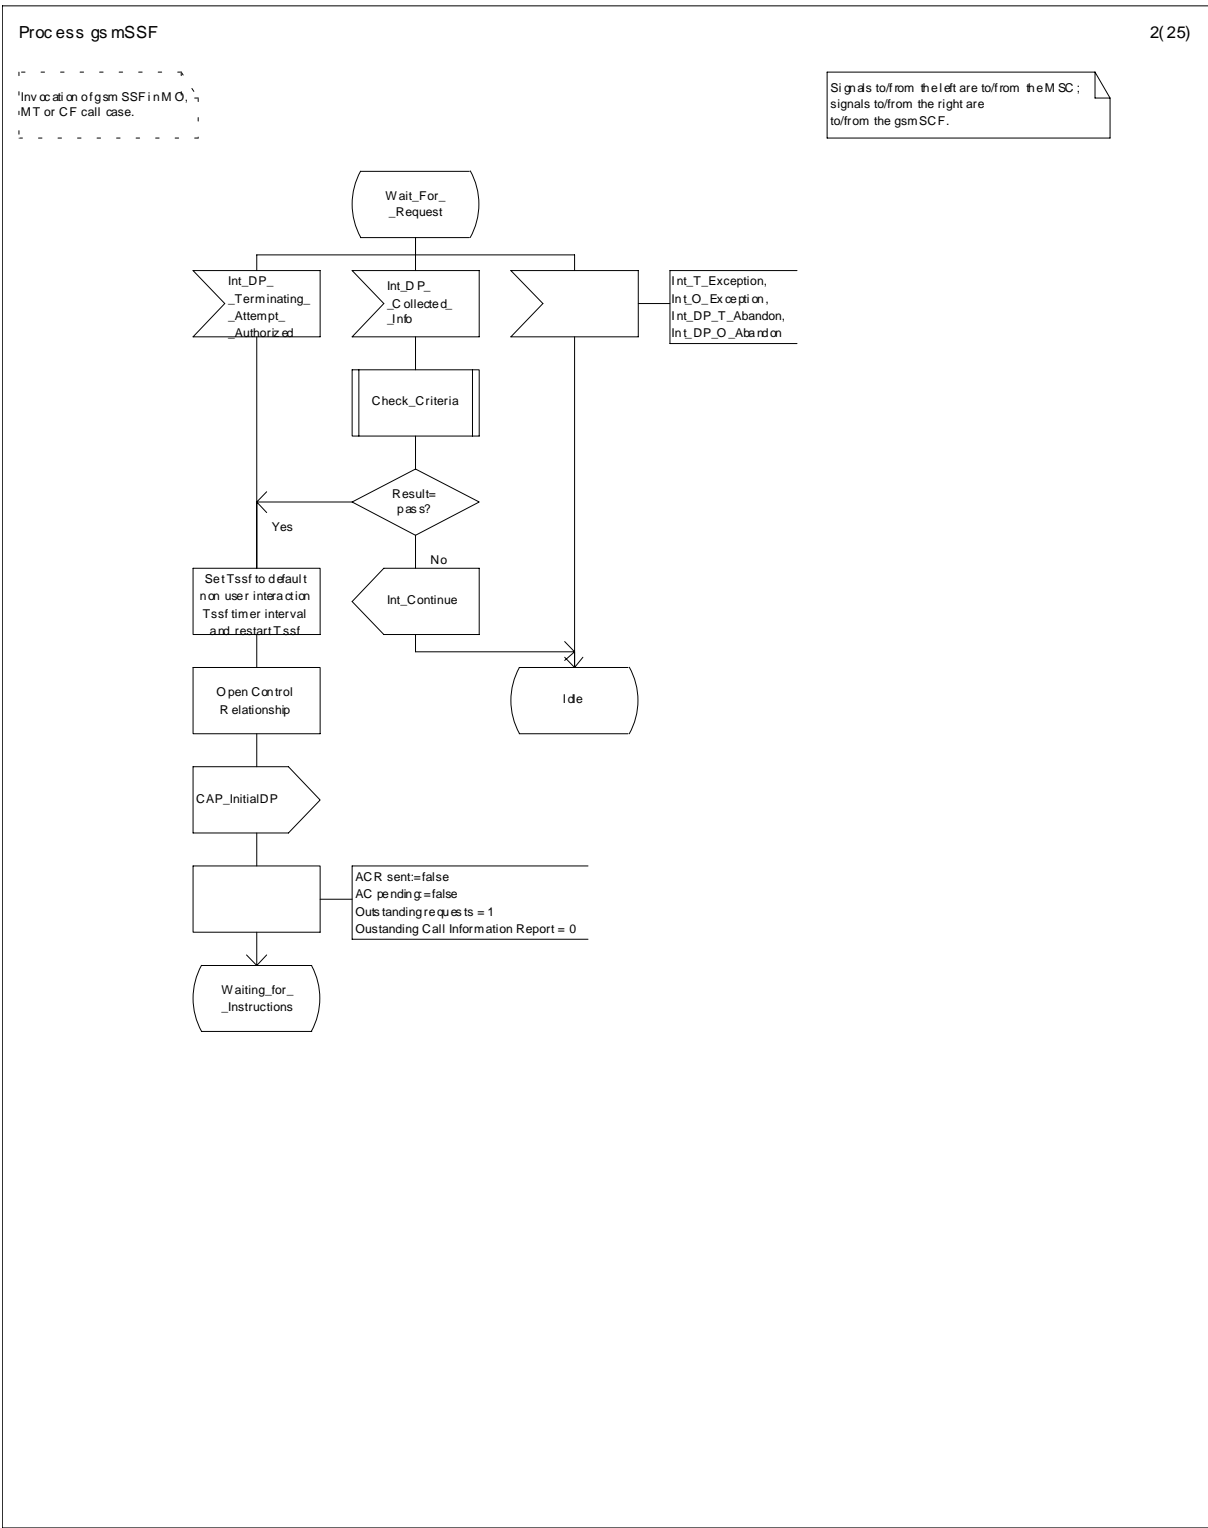 Process gsmSSF
2(25)
Invocation of gsmSSF in MO,
MT or CF call case.
Signals to/from the left are to/from the MSC;
signals to/from the right are
to/from the gsmSCF.
Wait_For_
_Request
Int_DP_
_Terminating_
_Attempt_
_Authorized
Int_DP_
_Collected_
_Info
Int_T_Exception,
Int_O_Exception,
Int_DP_T_Abandon,
Int_DP_O_Abandon
Check_Criteria
Result=
pass?
Yes
No
Set Tssf to default
non user interaction
Tssf timer interval
and restart Tssf
Int_Continue
Open Control
Relationship
Idle
CAP_InitialDP
ACR sent:=false
AC pending:=false
Outstanding requests = 1
Oustanding Call Information Report = 0
Waiting_for_
_Instructions